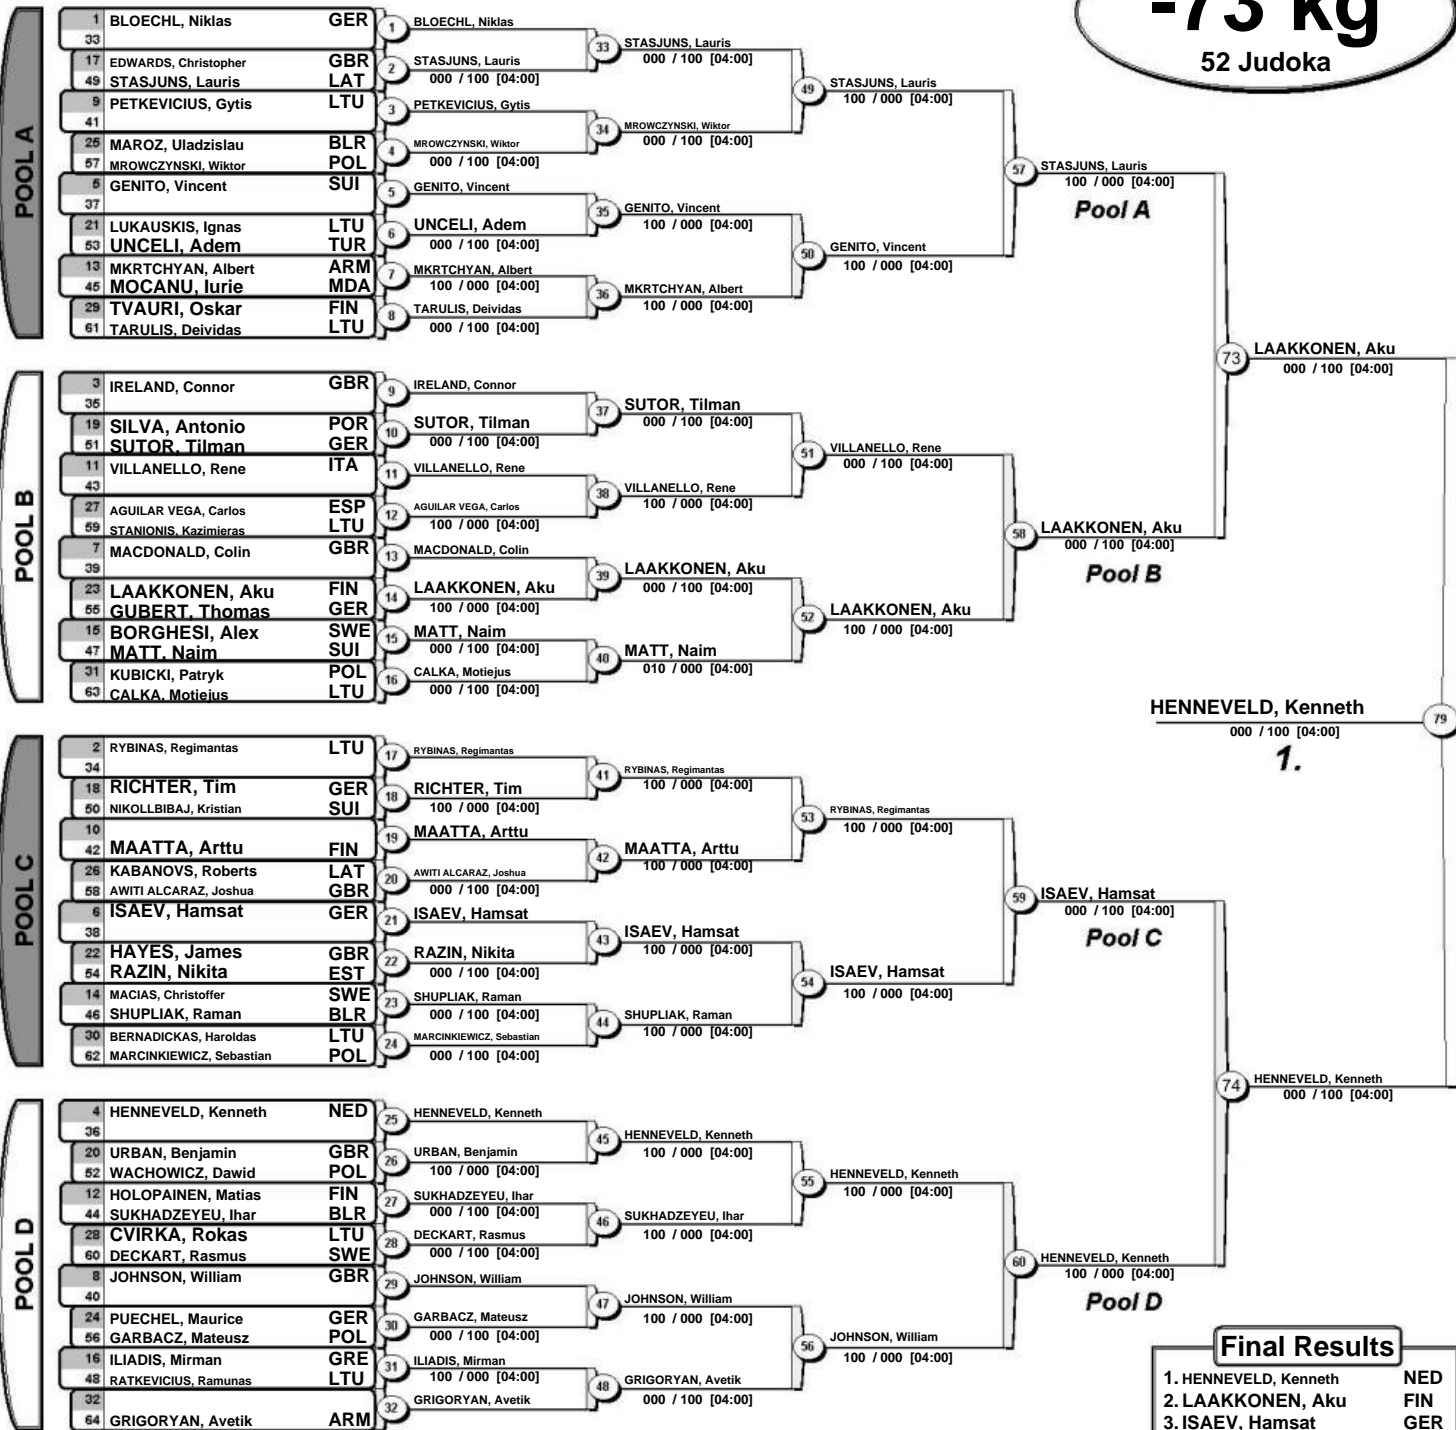 -73 kg
52 Judoka
POOL A
1 BLOECHL, Niklas GER
33
17 EDWARDS, Christopher GBR
49 STASJUNS, Lauris LAT
9 PETKEVICIUS, Gytis LTU
41
25 MAROZ, Uladzislau BLR
57 MROWCZYNSKI, Wiktor POL
5 GENITO, Vincent SUI
37
21 LUKAUSKIS, Ignas LTU
53 UNCELI, Adem TUR
13 MKRTCHYAN, Albert ARM
45 MOCANU, Iurie MDA
29 TVAURI, Oskar FIN
61 TARULIS, Deividas LTU
1 BLOECHL, Niklas
2 STASJUNS, Lauris
000 / 100 [04:00]
3 PETKEVICIUS, Gytis
4 MROWCZYNSKI, Wiktor
000 / 100 [04:00]
5 GENITO, Vincent
6 UNCELI, Adem
000 / 100 [04:00]
7 MKRTCHYAN, Albert
100 / 000 [04:00]
8 TARULIS, Deividas
000 / 100 [04:00]
33 STASJUNS, Lauris
000 / 100 [04:00]
34 MROWCZYNSKI, Wiktor
000 / 100 [04:00]
35 GENITO, Vincent
100 / 000 [04:00]
36 MKRTCHYAN, Albert
100 / 000 [04:00]
49 STASJUNS, Lauris
100 / 000 [04:00]
50 GENITO, Vincent
100 / 000 [04:00]
57 STASJUNS, Lauris
100 / 000 [04:00]
Pool A
POOL B
3 IRELAND, Connor GBR
35
19 SILVA, Antonio POR
51 SUTOR, Tilman GER
11 VILLANELLO, Rene ITA
43
27 AGUILAR VEGA, Carlos ESP
59 STANIONIS, Kazimieras LTU
7 MACDONALD, Colin GBR
39
23 LAAKKONEN, Aku FIN
55 GUBERT, Thomas GER
15 BORGHESI, Alex SWE
47 MATT, Naim SUI
31 KUBICKI, Patryk POL
63 CALKA, Motiejus LTU
9 IRELAND, Connor
10 SUTOR, Tilman
000 / 100 [04:00]
11 VILLANELLO, Rene
12 AGUILAR VEGA, Carlos
100 / 000 [04:00]
13 MACDONALD, Colin
14 LAAKKONEN, Aku
100 / 000 [04:00]
15 MATT, Naim
000 / 100 [04:00]
16 CALKA, Motiejus
000 / 100 [04:00]
37 SUTOR, Tilman
000 / 100 [04:00]
38 VILLANELLO, Rene
100 / 000 [04:00]
39 LAAKKONEN, Aku
000 / 100 [04:00]
40 MATT, Naim
010 / 000 [04:00]
51 VILLANELLO, Rene
000 / 100 [04:00]
52 LAAKKONEN, Aku
100 / 000 [04:00]
58 LAAKKONEN, Aku
000 / 100 [04:00]
Pool B
73 LAAKKONEN, Aku
000 / 100 [04:00]
HENNEVELD, Kenneth 79
000 / 100 [04:00]
1.
POOL C
2 RYBINAS, Regimantas LTU
34
18 RICHTER, Tim GER
50 NIKOLLBIBAJ, Kristian SUI
10
42 MAATTA, Arttu FIN
26 KABANOVS, Roberts LAT
58 AWITI ALCARAZ, Joshua GBR
6 ISAEV, Hamsat GER
38
22 HAYES, James GBR
54 RAZIN, Nikita EST
14 MACIAS, Christoffer SWE
46 SHUPLIAK, Raman BLR
30 BERNADICKAS, Haroldas LTU
62 MARCINKIEWICZ, Sebastian POL
17 RYBINAS, Regimantas
18 RICHTER, Tim
100 / 000 [04:00]
19 MAATTA, Arttu
20 AWITI ALCARAZ, Joshua
000 / 100 [04:00]
21 ISAEV, Hamsat
22 RAZIN, Nikita
000 / 100 [04:00]
23 SHUPLIAK, Raman
000 / 100 [04:00]
24 MARCINKIEWICZ, Sebastian
000 / 100 [04:00]
41 RYBINAS, Regimantas
100 / 000 [04:00]
42 MAATTA, Arttu
100 / 000 [04:00]
43 ISAEV, Hamsat
100 / 000 [04:00]
44 SHUPLIAK, Raman
100 / 000 [04:00]
53 RYBINAS, Regimantas
100 / 000 [04:00]
54 ISAEV, Hamsat
100 / 000 [04:00]
59 ISAEV, Hamsat
000 / 100 [04:00]
Pool C
74 HENNEVELD, Kenneth
000 / 100 [04:00]
POOL D
4 HENNEVELD, Kenneth NED
36
20 URBAN, Benjamin GBR
52 WACHOWICZ, Dawid POL
12 HOLOPAINEN, Matias FIN
44 SUKHADZEYEU, Ihar BLR
28 CVIRKA, Rokas LTU
60 DECKART, Rasmus SWE
8 JOHNSON, William GBR
40
24 PUECHEL, Maurice GER
56 GARBACZ, Mateusz POL
16 ILIADIS, Mirman GRE
48 RATKEVICIUS, Ramunas LTU
32
64 GRIGORYAN, Avetik ARM
25 HENNEVELD, Kenneth
26 URBAN, Benjamin
100 / 000 [04:00]
27 SUKHADZEYEU, Ihar
000 / 100 [04:00]
28 DECKART, Rasmus
000 / 100 [04:00]
29 JOHNSON, William
30 GARBACZ, Mateusz
000 / 100 [04:00]
31 ILIADIS, Mirman
100 / 000 [04:00]
32 GRIGORYAN, Avetik
45 HENNEVELD, Kenneth
100 / 000 [04:00]
46 SUKHADZEYEU, Ihar
100 / 000 [04:00]
47 JOHNSON, William
100 / 000 [04:00]
48 GRIGORYAN, Avetik
000 / 100 [04:00]
55 HENNEVELD, Kenneth
100 / 000 [04:00]
56 JOHNSON, William
100 / 000 [04:00]
60 HENNEVELD, Kenneth
100 / 000 [04:00]
Pool D
Final Results
1. HENNEVELD, Kenneth NED
2. LAAKKONEN, Aku FIN
3. ISAEV, Hamsat GER